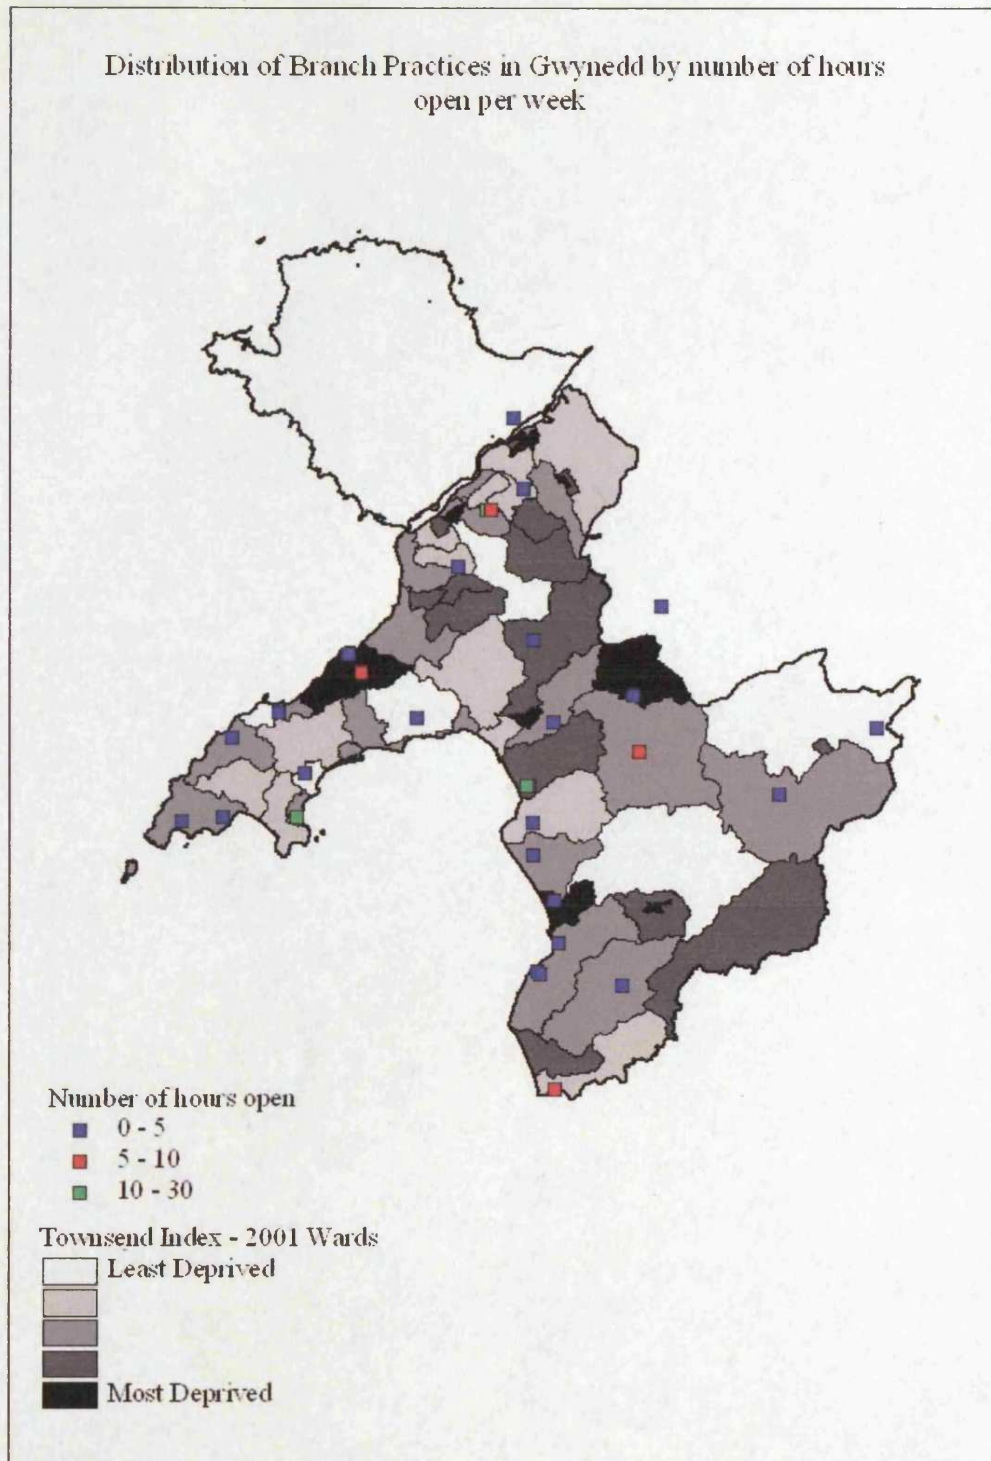 Distribution of Branch Practices in Gwynedd by number of hours
open per week
Number of hours open
0 - 5
5 - 10
10 - 30
Townsend Index - 2001 Wards
Least Deprived
Most Deprived